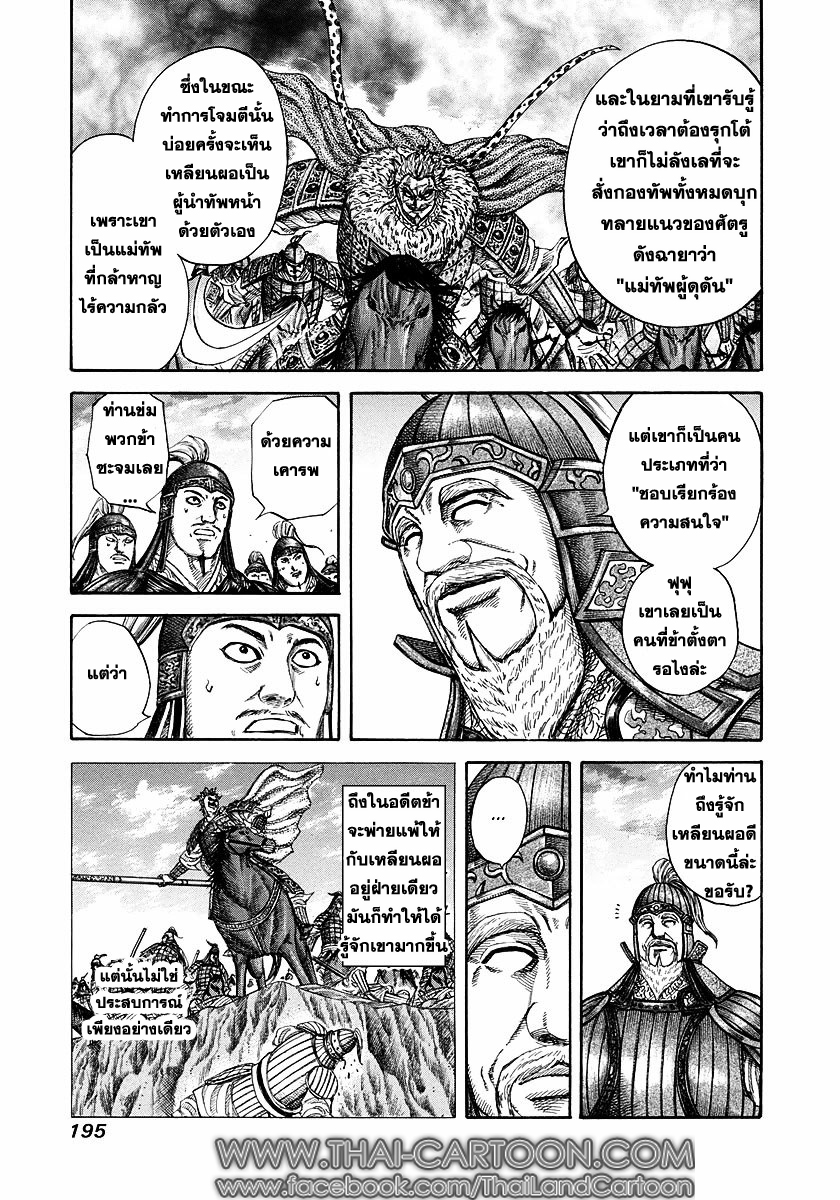 และในยามที่เขารับรู้
ว่าถึงเวลาต้องรุกโต้
เขาก็ไม่ลังเลที่จะ
สั่งกองทัพทั้งหมดบุก
ทลายแนวของศัตรู
ดังฉายาว่า
"แม่ทัพผู้ดุดัน"
ซึ่งในขณะ
ทำการโจมตีนั้น
บ่อยครั้งจะเห็น
เหลียนผอเป็น
ผู้นำทัพหน้า
ด้วยตัวเอง
เพราะเขา
เป็นแม่ทัพ
ที่กล้าหาญ
ไร้ความกลัว
แต่เขาก็เป็นคน
ประเภทที่ว่า
"ชอบเรียกร้อง
ความสนใจ"
ฟุฟุ
เขาเลยเป็น
คนที่ข้าตั้งตา
รอไงล่ะ
ด้วยความ
เคารพ
ท่านข่ม
พวกข้า
ซะจมเลย
...
แต่ว่า
ทำไมท่าน
ถึงรู้จัก
เหลียนผอดี
ขนาดนี้ล่ะ
ขอรับ?
...
ถึงในอดีตข้า
จะพ่ายแพ้ให้
กับเหลียนผอ
อยู่ฝ่ายเดียว
มันก็ทำให้ได้
รู้จักเขามากขึ้น
แต่นั้นไม่ใช่
ประสบการณ์
เพียงอย่างเดียว
195
WWW.THAI-CARTOON.COM
www.facebook.com/ThaiLandCartoon